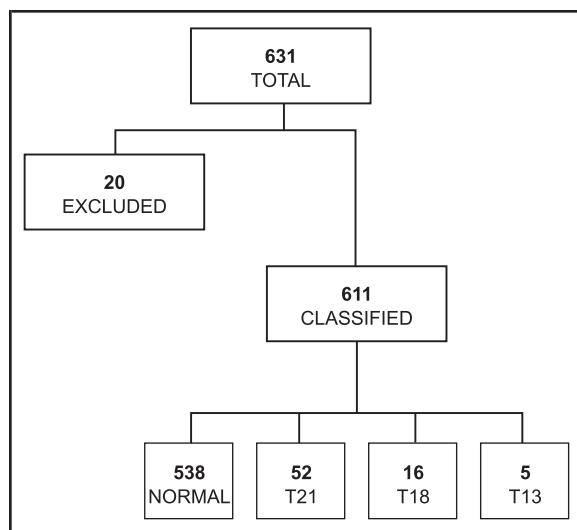 631
TOTAL
20
EXCLUDED
611
CLASSIFIED
538
NORMAL
52
T21
16
T18
5
T13